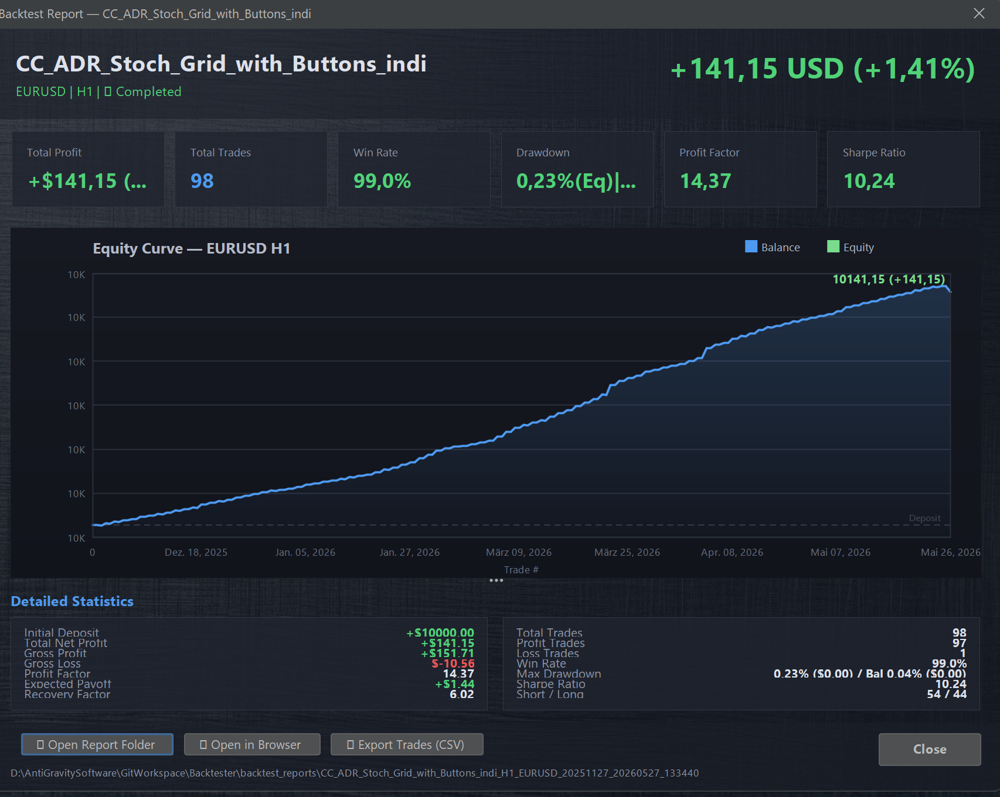 Backtest Report — CC_ADR_Stoch_Grid_with_Buttons_indi
CC_ADR_Stoch_Grid_with_Buttons_indi
+141,15 USD (+1,41%)
EURUSD | H1 | Completed
Total Profit
+$141,15 (...
Total Trades
98
Win Rate
99,0%
Drawdown
0,23%(Eq)|...
Profit Factor
14,37
Sharpe Ratio
10,24
Equity Curve — EURUSD H1
Balance
Equity
10141,15 (+141,15)
10K
10K
10K
10K
10K
10K
10K
Deposit
0
Dez. 18, 2025
Jan. 05, 2026
Jan. 27, 2026
März 09, 2026
März 25, 2026
Apr. 08, 2026
Mai 07, 2026
Mai 26, 2026
Trade #
Detailed Statistics
Initial Deposit +$10000.00
Total Net Profit +$141.15
Gross Profit +$151.71
Gross Loss $-10.56
Profit Factor 14.37
Expected Payoff +$1.44
Recovery Factor 6.02
Total Trades 98
Profit Trades 97
Loss Trades 1
Win Rate 99.0%
Max Drawdown 0.23% ($0.00) / Bal 0.04% ($0.00)
Sharpe Ratio 10.24
Short / Long 54 / 44
Open Report Folder
Open in Browser
Export Trades (CSV)
Close
D:\AntiGravitySoftware\GitWorkspace\Backtester\backtest_reports\CC_ADR_Stoch_Grid_with_Buttons_indi_H1_EURUSD_20251127_20260527_133440